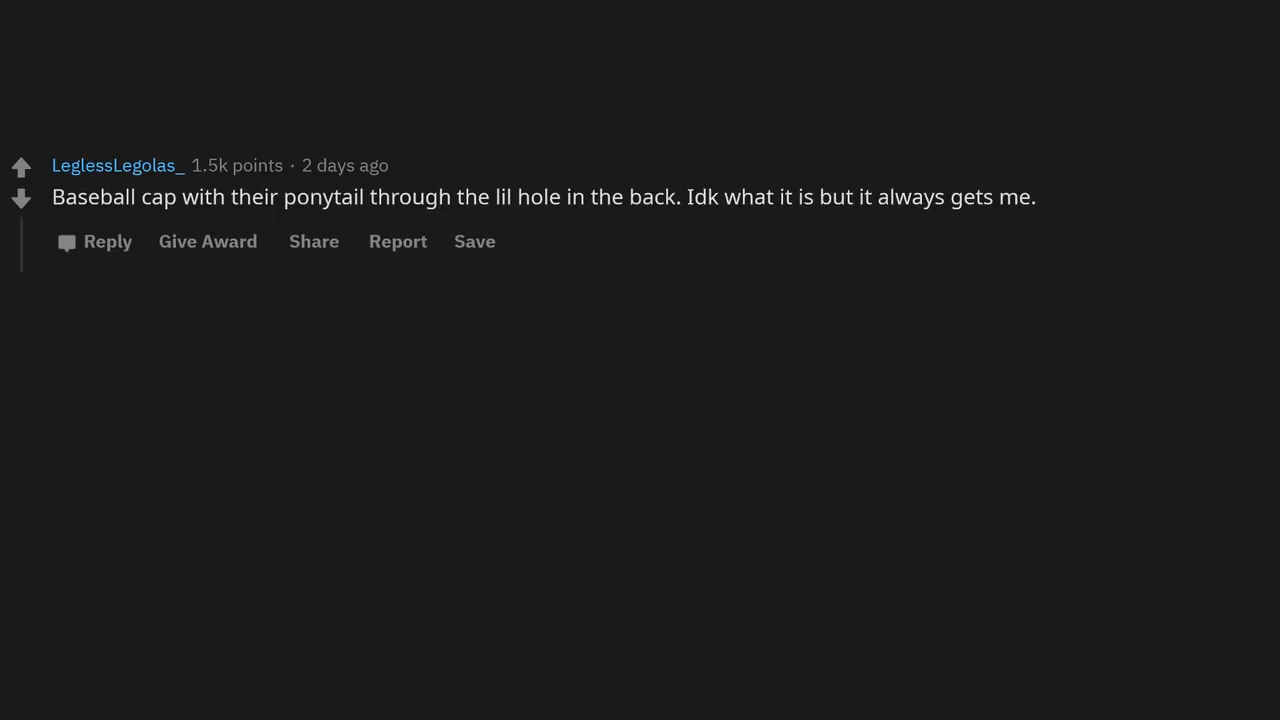 LeglessLegolas_ 1.5k points · 2 days ago
Baseball cap with their ponytail through the lil hole in the back. Idk what it is but it always gets me.
Reply Give Award Share Report Save